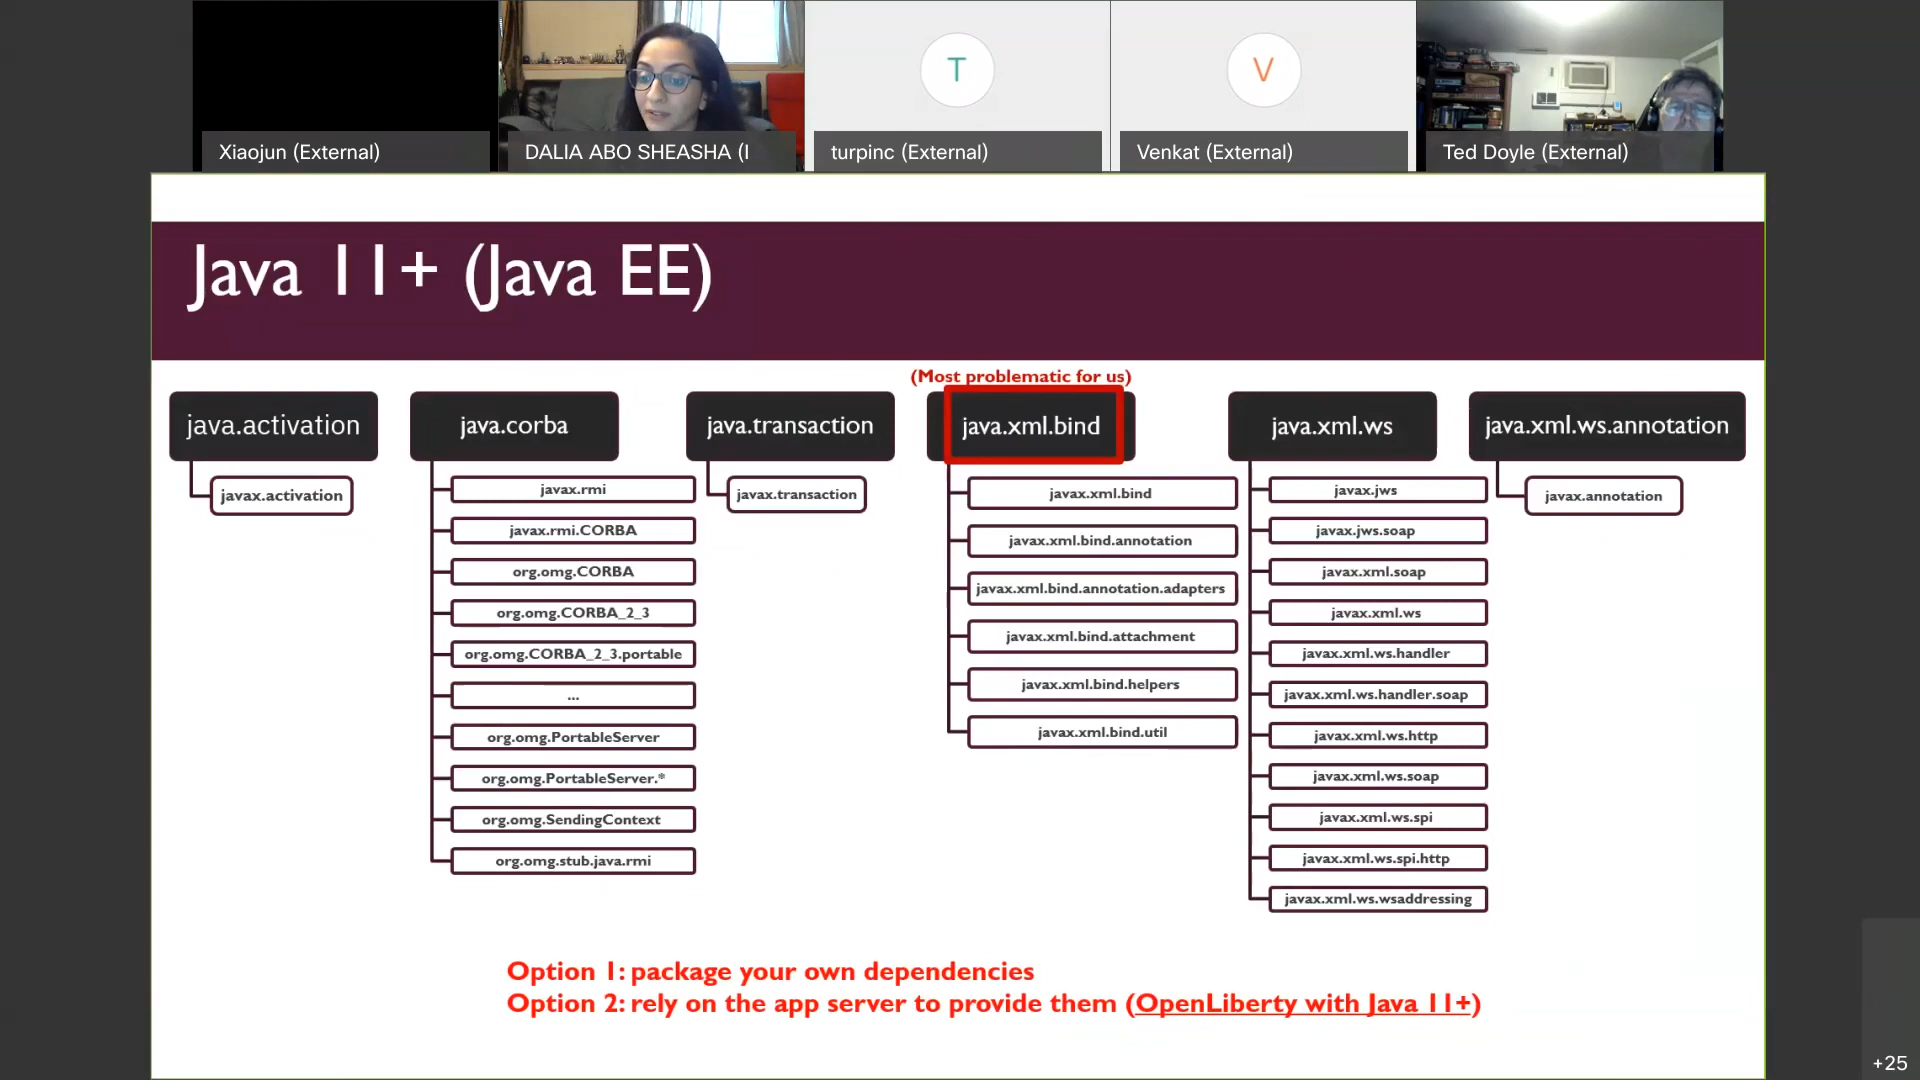 Xiaojun (External)
DALIA ABO SHEASHA (I
T
turpinc (External)
V
Venkat (External)
Ted Doyle (External)
Java 11+ (Java EE)
(Most problematic for us)
java.activation
javax.activation
java.corba
javax.rmi
javax.rmi.CORBA
org.omg.CORBA
org.omg.CORBA_2_3
org.omg.CORBA_2_3.portable
...
org.omg.PortableServer
org.omg.PortableServer.*
org.omg.SendingContext
org.omg.stub.java.rmi
java.transaction
javax.transaction
java.xml.bind
javax.xml.bind
javax.xml.bind.annotation
javax.xml.bind.annotation.adapters
javax.xml.bind.attachment
javax.xml.bind.helpers
javax.xml.bind.util
java.xml.ws
javax.jws
javax.jws.soap
javax.xml.soap
javax.xml.ws
javax.xml.ws.handler
javax.xml.ws.handler.soap
javax.xml.ws.http
javax.xml.ws.soap
javax.xml.ws.spi
javax.xml.ws.spi.http
javax.xml.ws.wsaddressing
java.xml.ws.annotation
javax.annotation
Option 1: package your own dependencies
Option 2: rely on the app server to provide them (OpenLiberty with Java 11+)
+25